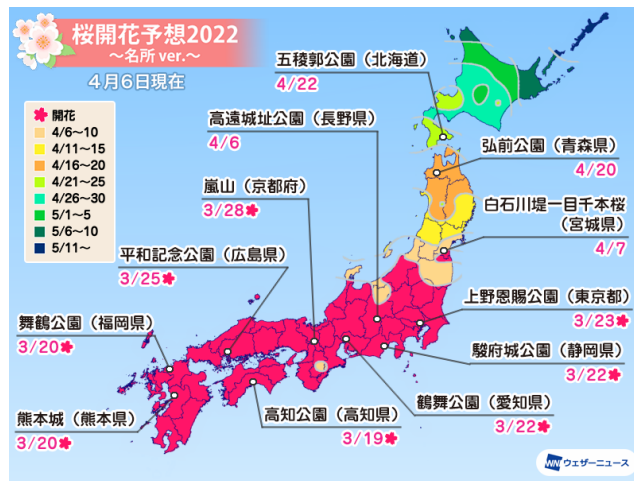 桜開花予想2022
～名所 ver.～
4月6日現在
開花
4/6～10
4/11～15
4/16～20
4/21～25
4/26～30
5/1～5
5/6～10
5/11～
五稜郭公園（北海道）
4/22
高遠城址公園（長野県）
4/6
弘前公園（青森県）
4/20
嵐山（京都府）
3/28
白石川堤一目千本桜
（宮城県）
4/7
平和記念公園（広島県）
3/25
上野恩賜公園（東京都）
3/23
舞鶴公園（福岡県）
3/20
駿府城公園（静岡県）
3/22
鶴舞公園（愛知県）
3/22
高知公園（高知県）
3/19
熊本城（熊本県）
3/20
WNI ウェザーニュース